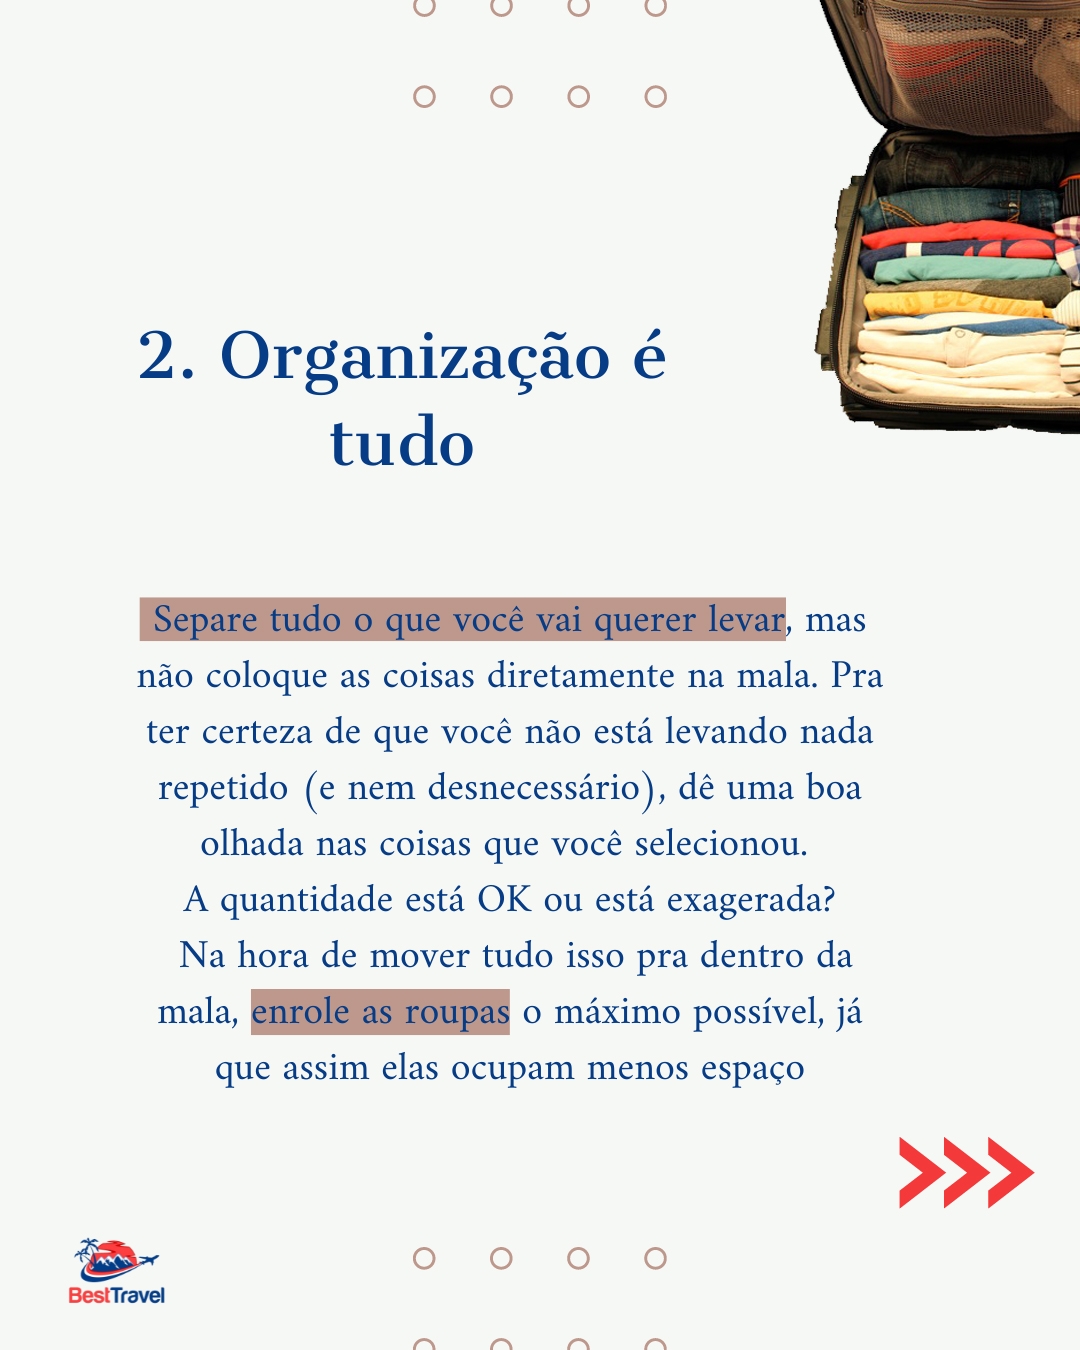 2. Organização é
tudo
Separe tudo o que você vai querer levar, mas
não coloque as coisas diretamente na mala. Pra
ter certeza de que você não está levando nada
repetido (e nem desnecessário), dê uma boa
olhada nas coisas que você selecionou.
A quantidade está OK ou está exagerada?
Na hora de mover tudo isso pra dentro da
mala, enrole as roupas o máximo possível, já
que assim elas ocupam menos espaço
BestTravel